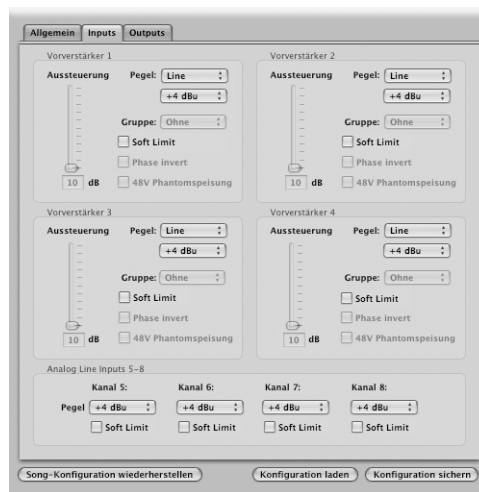 Allgemein Inputs Outputs
Vorverstärker 1 Vorverstärker 2
Aussteuerung Pegel: Line Aussteuerung Pegel: Line
+4 dBu +4 dBu
Gruppe: Ohne Gruppe: Ohne
Soft Limit Soft Limit
Phase invert Phase invert
10 dB 48V Phantomspeisung 10 dB 48V Phantomspeisung
Vorverstärker 3 Vorverstärker 4
Aussteuerung Pegel: Line Aussteuerung Pegel: Line
+4 dBu +4 dBu
Gruppe: Ohne Gruppe: Ohne
Soft Limit Soft Limit
Phase invert Phase invert
10 dB 48V Phantomspeisung 10 dB 48V Phantomspeisung
Analog Line Inputs 5-8
Kanal 5: Kanal 6: Kanal 7: Kanal 8:
Pegel +4 dBu +4 dBu +4 dBu +4 dBu
Soft Limit Soft Limit Soft Limit Soft Limit
Song-Konfiguration wiederherstellen Konfiguration laden Konfiguration sichern